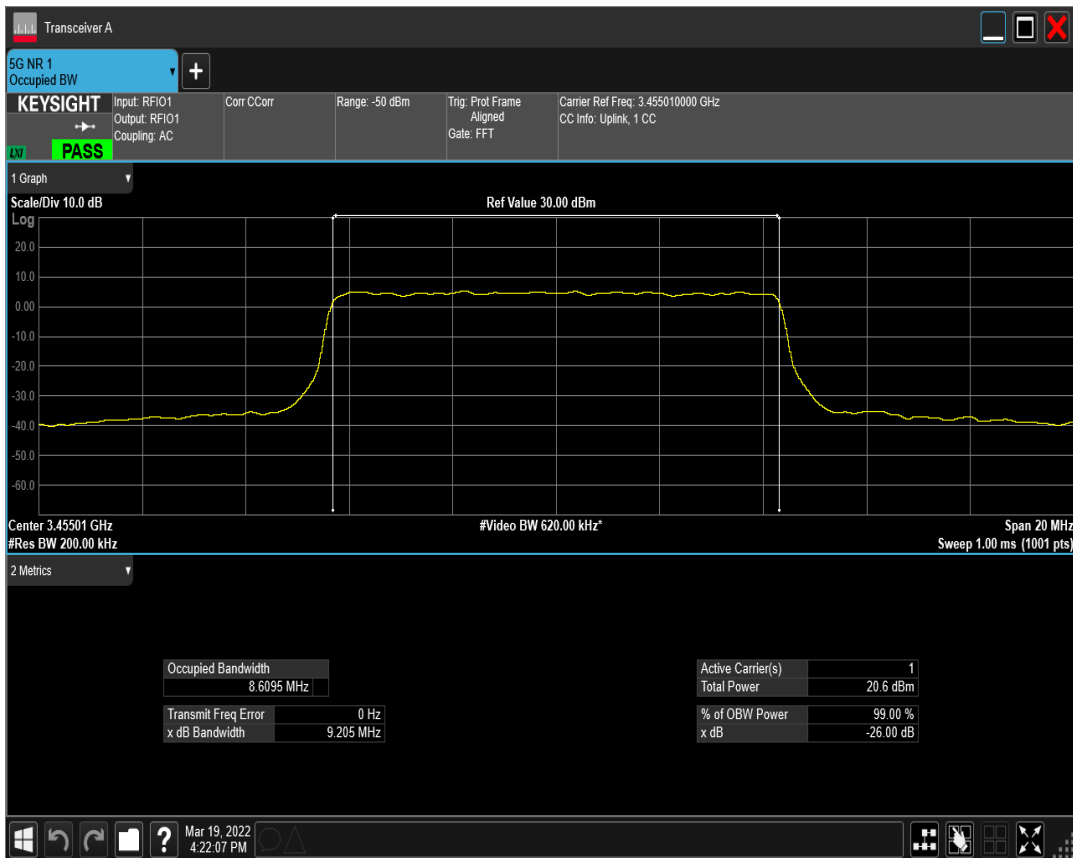 Transceiver A
5G NR 1
Occupied BW
KEYSIGHT
LXI
PASS
Input: RFIO1
Output: RFIO1
Coupling: AC
Corr CCorr
Range: -50 dBm
Trig: Prot Frame
Aligned
Gate: FFT
Carrier Ref Freq: 3.455010000 GHz
CC Info: Uplink, 1 CC
1 Graph
Scale/Div 10.0 dB
Ref Value 30.00 dBm
Log
20.0
10.0
0.00
-10.0
-20.0
-30.0
-40.0
-50.0
-60.0
Center 3.45501 GHz
#Video BW 620.00 kHz*
Span 20 MHz
#Res BW 200.00 kHz
Sweep 1.00 ms (1001 pts)
2 Metrics
Occupied Bandwidth
8.6095 MHz
Transmit Freq Error 0 Hz
x dB Bandwidth 9.205 MHz
Active Carrier(s) 1
Total Power 20.6 dBm
% of OBW Power 99.00 %
x dB -26.00 dB
?
Mar 19, 2022
4:22:07 PM